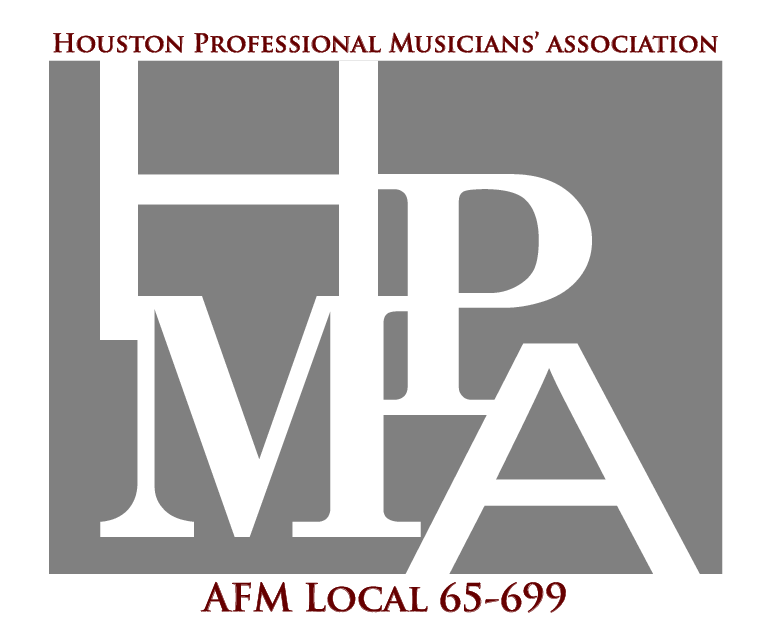 Houston Professional Musicians’ association
HPMA
AFM Local 65-699